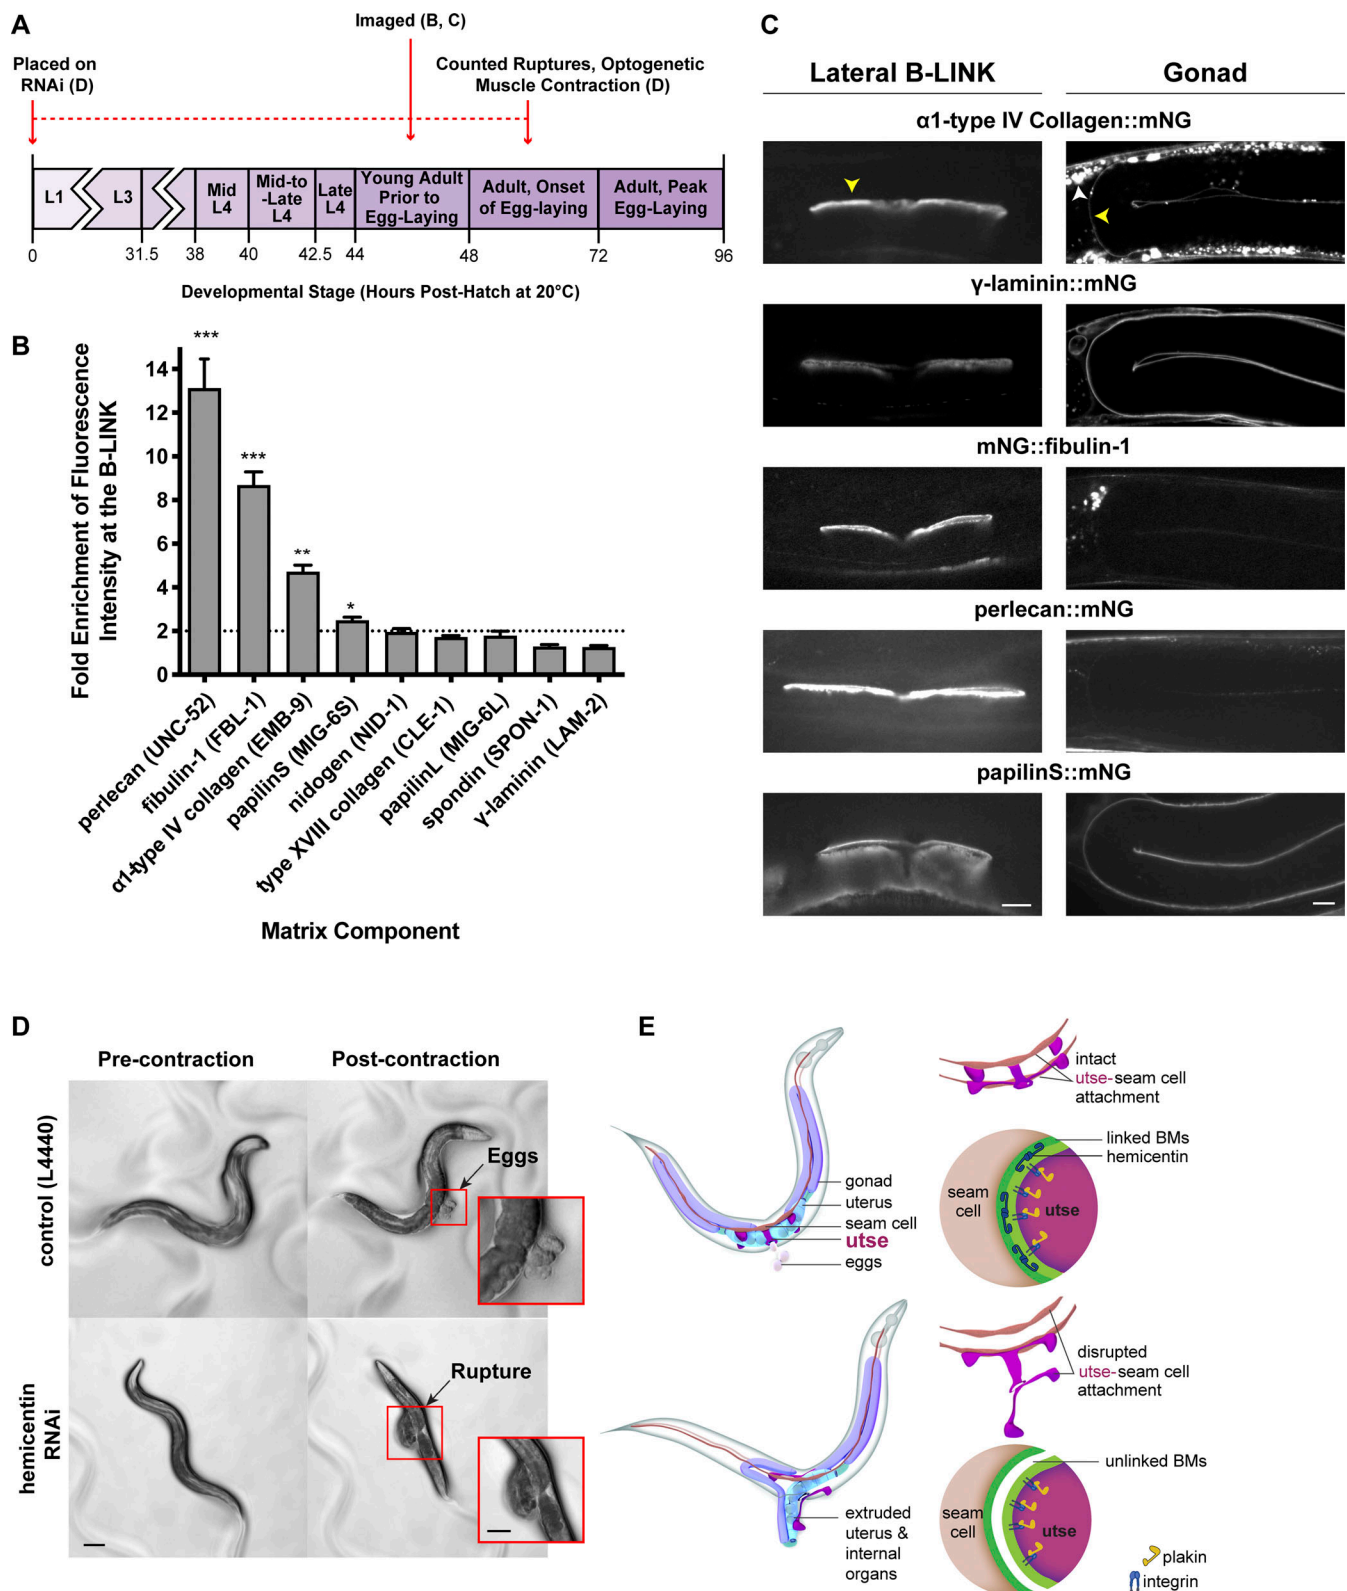 A
Imaged (B, C)
Placed on
RNAi (D)
Counted Ruptures, Optogenetic
Muscle Contraction (D)
L1
L3
Mid
L4
Mid-to
-Late
L4
Late
L4
Young Adult
Prior to
Egg-Laying
Adult, Onset
of Egg-laying
Adult, Peak
Egg-Laying
0
31.5
38
40
42.5
44
48
72
96
Developmental Stage (Hours Post-Hatch at 20°C)
B
Fold Enrichment of Fluorescence
Intensity at the B-LINK
14
12
10
8
6
4
2
0
***
***
**
*
perlecan (UNC-52)
fibulin-1 (FBL-1)
α1-type IV collagen (EMB-9)
papilinS (MIG-6S)
nidogen (NID-1)
type XVIII collagen (CLE-1)
papilinL (MIG-6L)
spondin (SPON-1)
γ-laminin (LAM-2)
Matrix Component
C
Lateral B-LINK
Gonad
α1-type IV Collagen::mNG
γ-laminin::mNG
mNG::fibulin-1
perlecan::mNG
papilinS::mNG
D
Pre-contraction
Post-contraction
control (L4440)
Eggs
hemicentin
RNAi
Rupture
E
gonad
uterus
seam cell
utse
eggs
intact
utse-seam cell
attachment
linked BMs
hemicentin
seam
cell
utse
disrupted
utse-seam cell
attachment
extruded
uterus &
internal
organs
unlinked BMs
seam
cell
utse
plakin
integrin